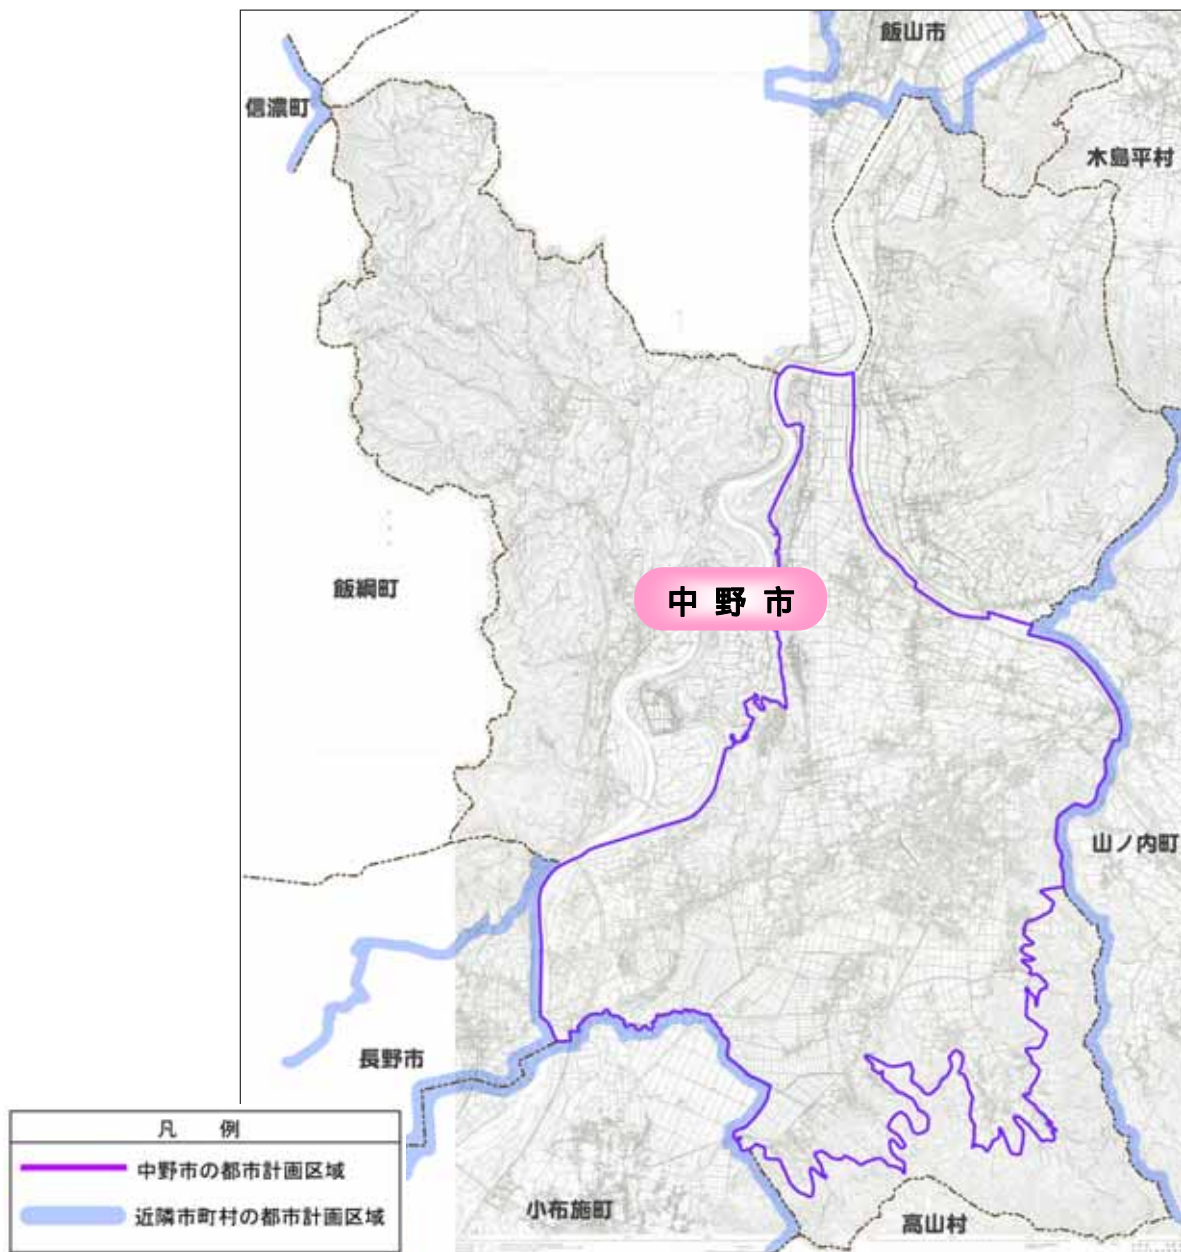 飯山市
信濃町
木島平村
飯綱町
中野市
山ノ内町
長野市
小布施町
高山村
凡 例
中野市の都市計画区域
近隣市町村の都市計画区域